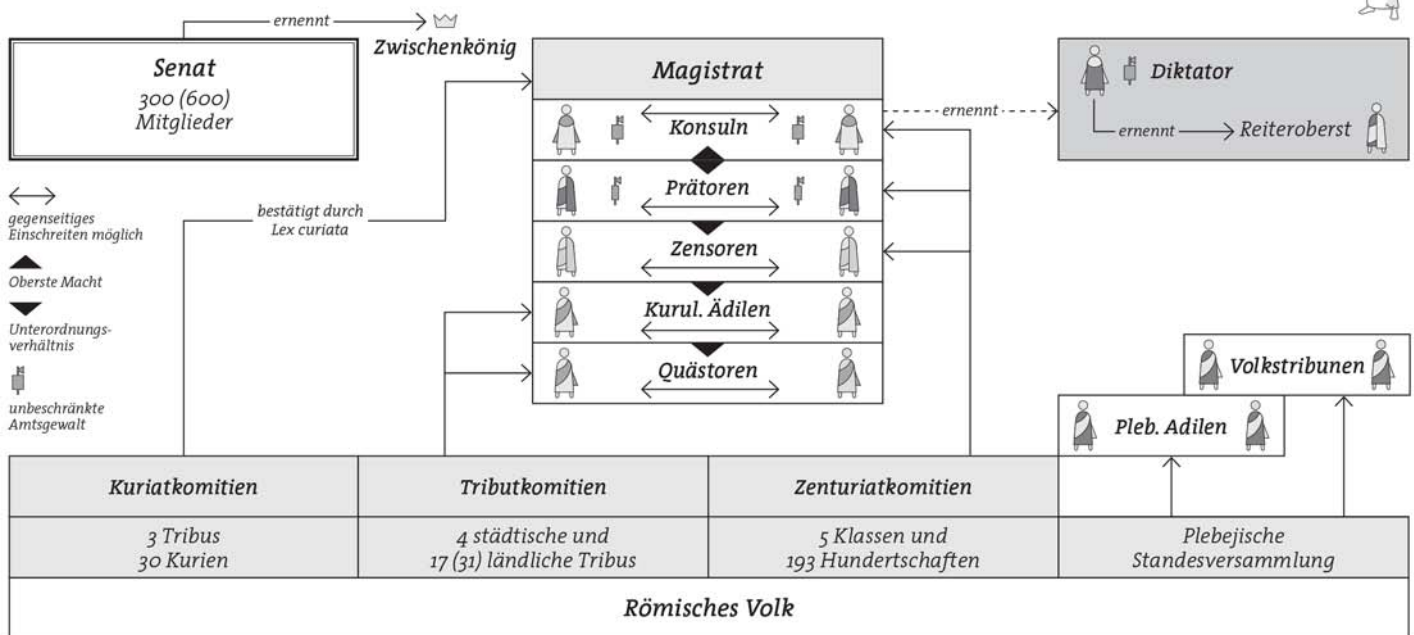 ernennt
Zwischenkönig
Senat
300 (600)
Mitglieder
Magistrat
Konsuln
Prätoren
Zensoren
Kurul. Ädilen
Quästoren
ernennt
Diktator
ernennt
Reiteroberst
gegenseitiges
Einschreiten möglich
Oberste Macht
Unterordnungs-
verhältnis
unbeschränkte
Amtsgewalt
bestätigt durch
Lex curiata
Volkstribunen
Pleb. Adilen
Kuriatkomitien
Tributkomitien
Zenturiatkomitien
3 Tribus
30 Kurien
4 städtische und
17 (31) ländliche Tribus
5 Klassen und
193 Hundertschaften
Plebejische
Standesversammlung
Römisches Volk